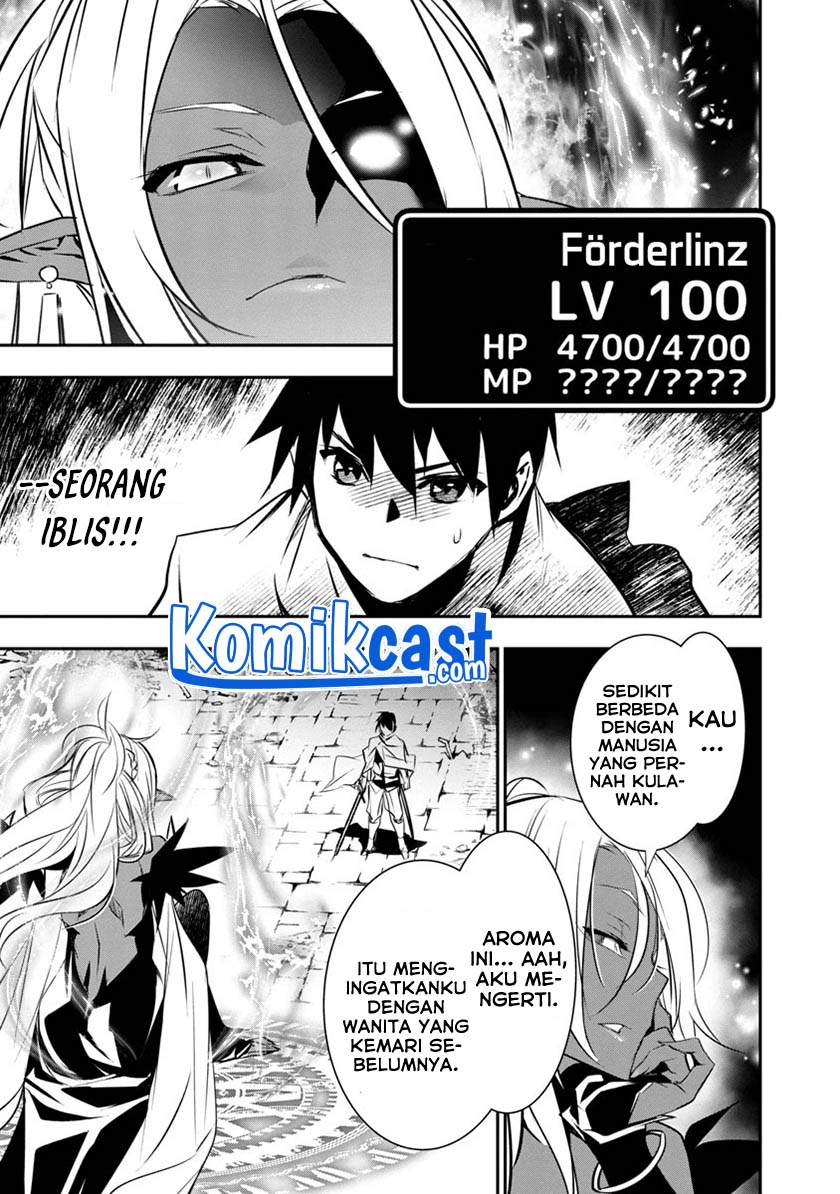 Förderlinz
LV 100
HP 4700/4700
MP ????/????
--SEORANG
IBLIS!!!
Komikcast
.com
KAU
...
SEDIKIT
BERBEDA
DENGAN
MANUSIA
YANG PER-
NAH KULA-
WAN.
AROMA
INI... AAH,
AKU ME-
NGERTI.
ITU MENG-
INGATKANKU
DENGAN
WANITA YANG
KEMARI SE-
BELUMNYA.